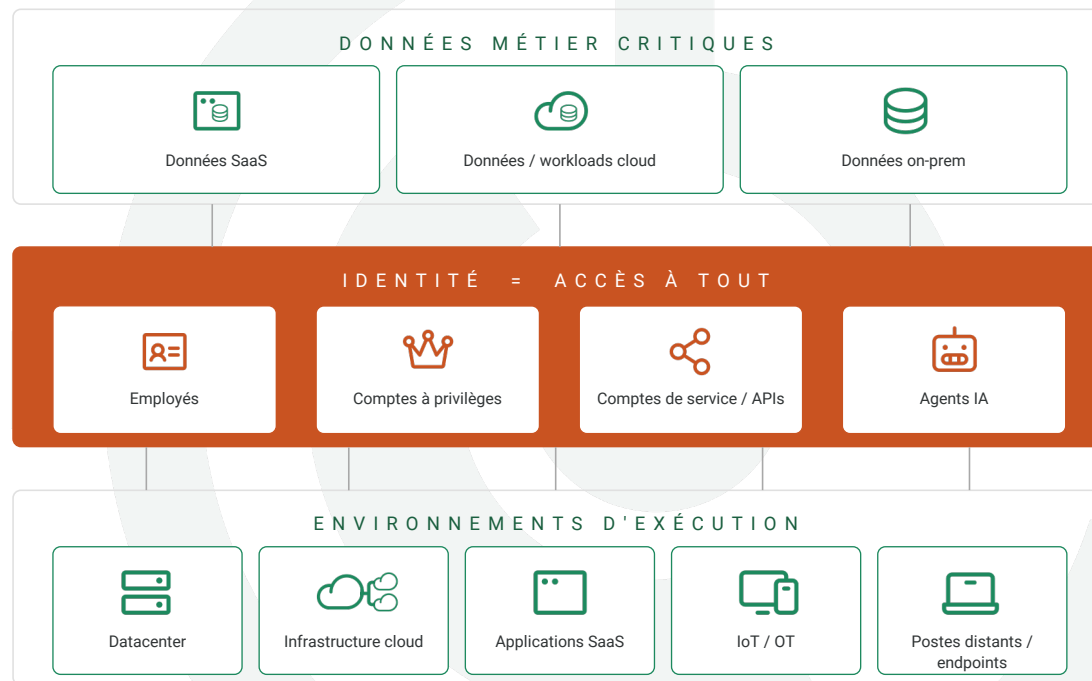 DONNÉES MÉTIER CRITIQUES
Données SaaS
Données / workloads cloud
Données on-prem
IDENTITÉ = ACCÈS À TOUT
Employés
Comptes à privilèges
Comptes de service / APIs
Agents IA
ENVIRONNEMENTS D'EXÉCUTION
Datacenter
Infrastructure cloud
Applications SaaS
IoT / OT
Postes distants /
endpoints